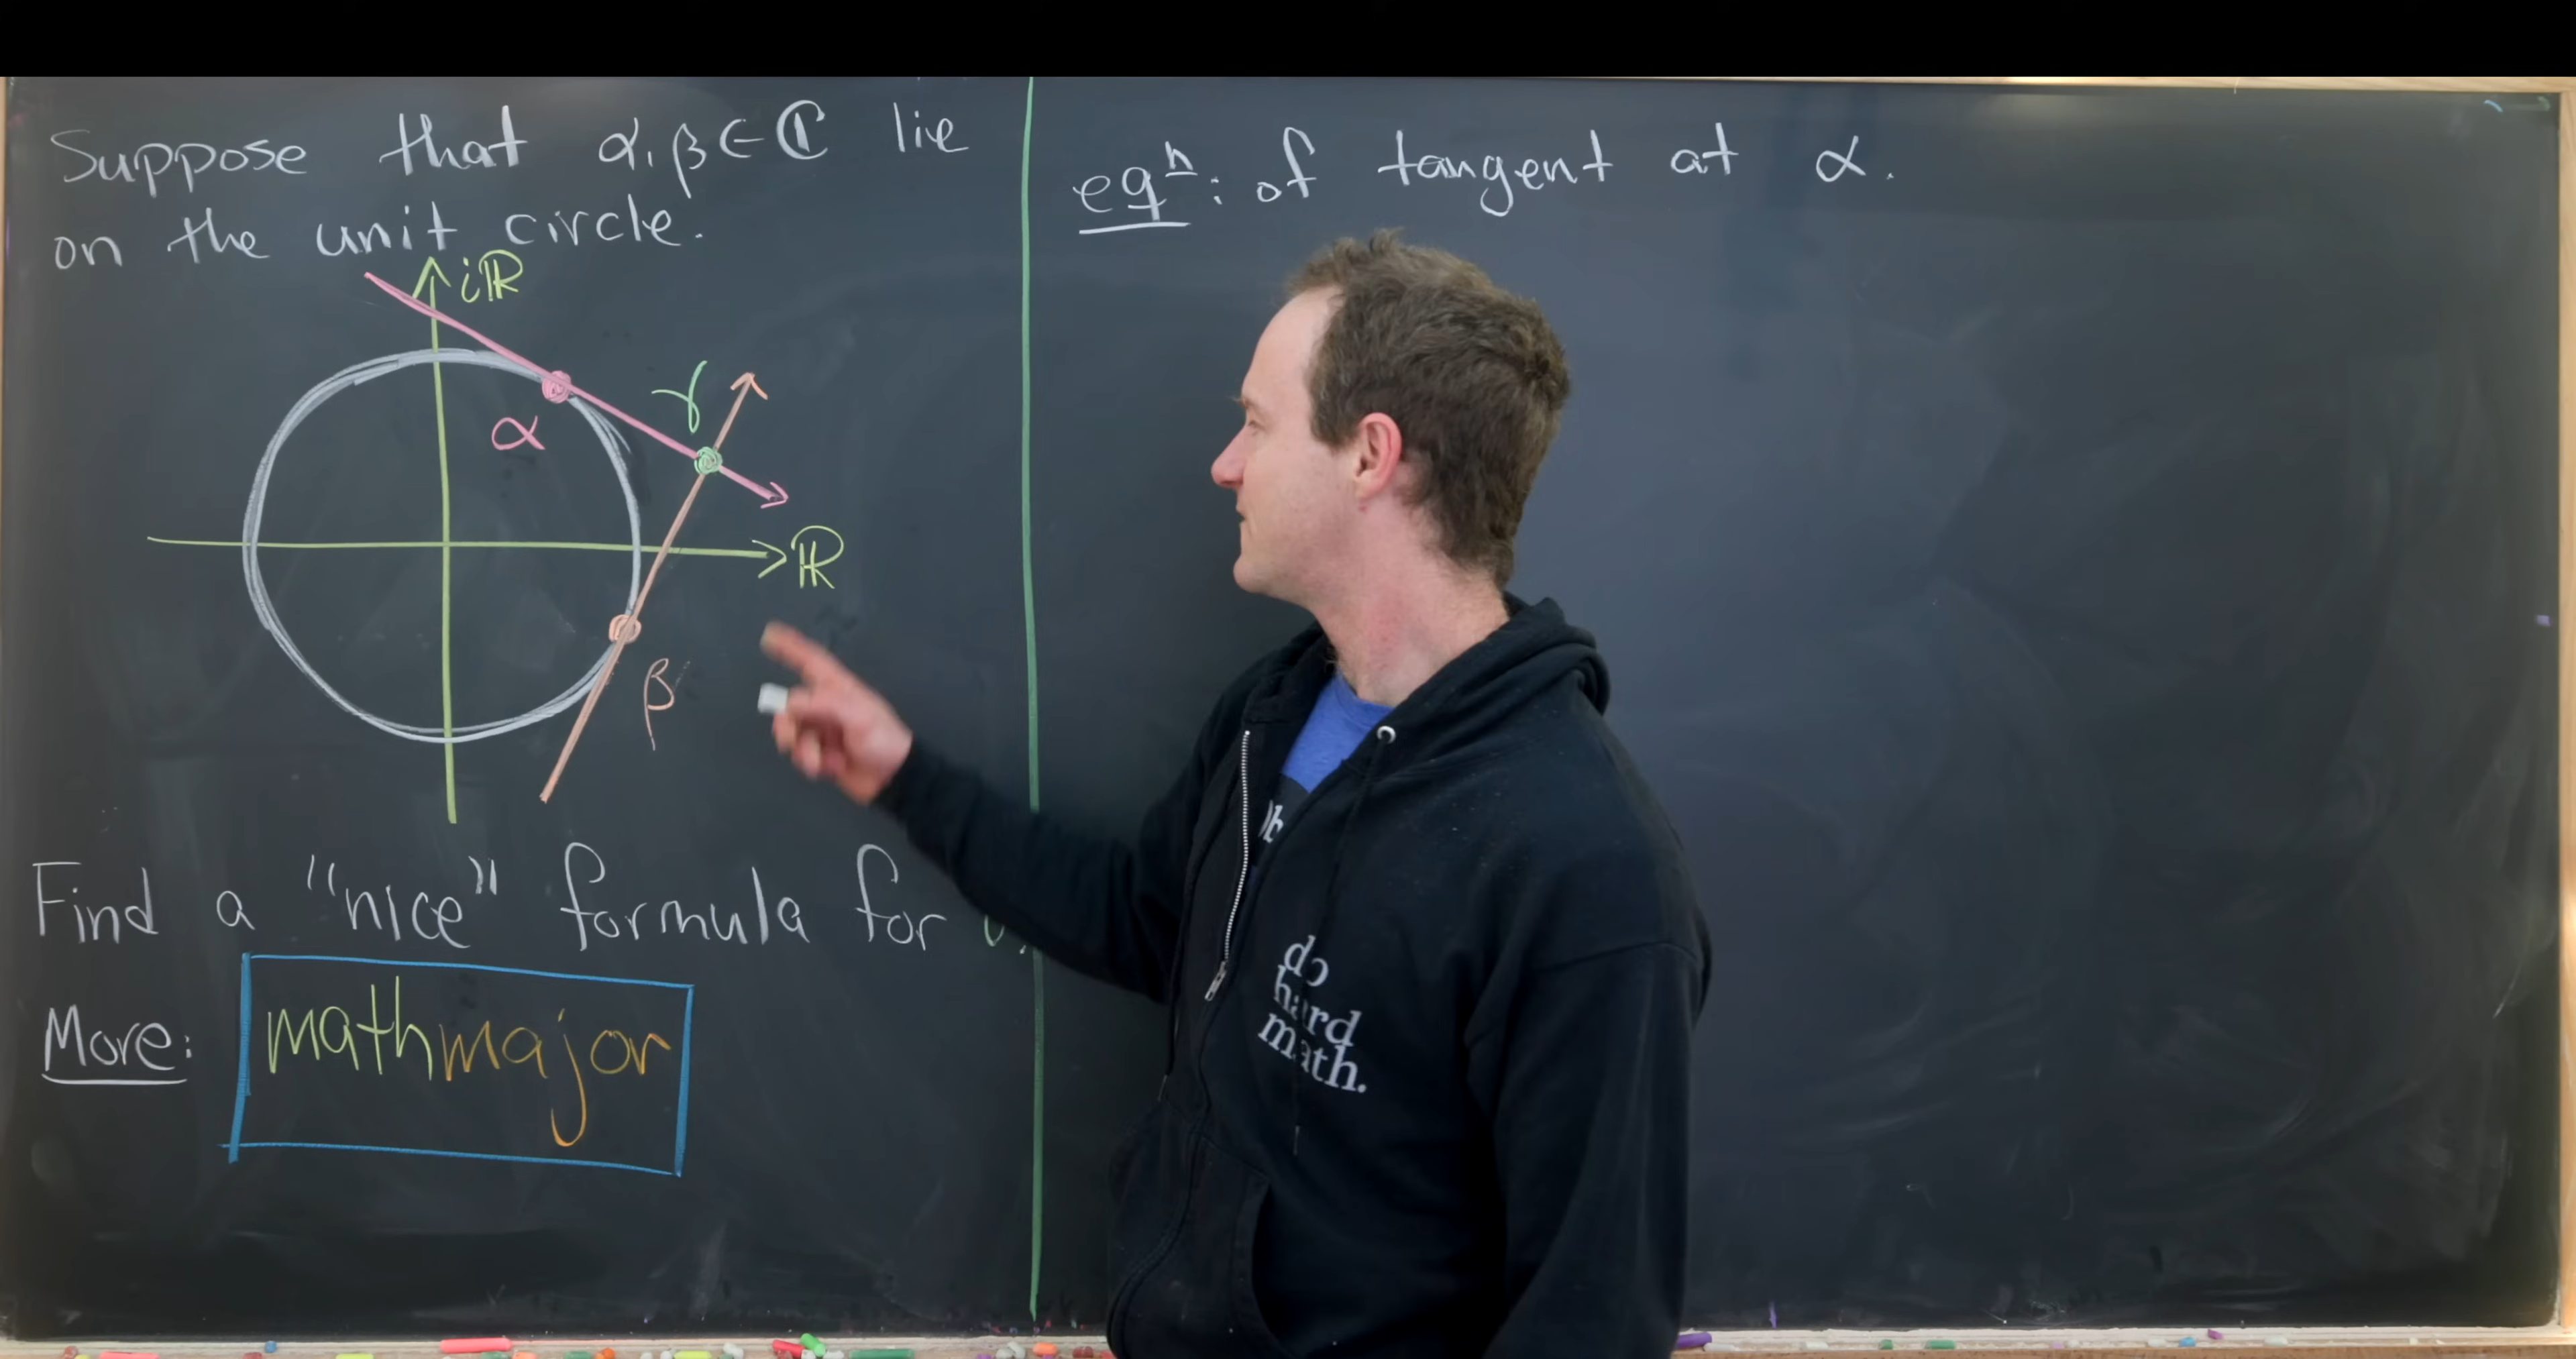 Suppose that α, β ∈ ℂ lie
on the unit circle.
iℝ
γ
α
ℝ
β
Find a "nice" formula for
More:
mathmajor
eqⁿ: of tangent at α.
do
hard
math.